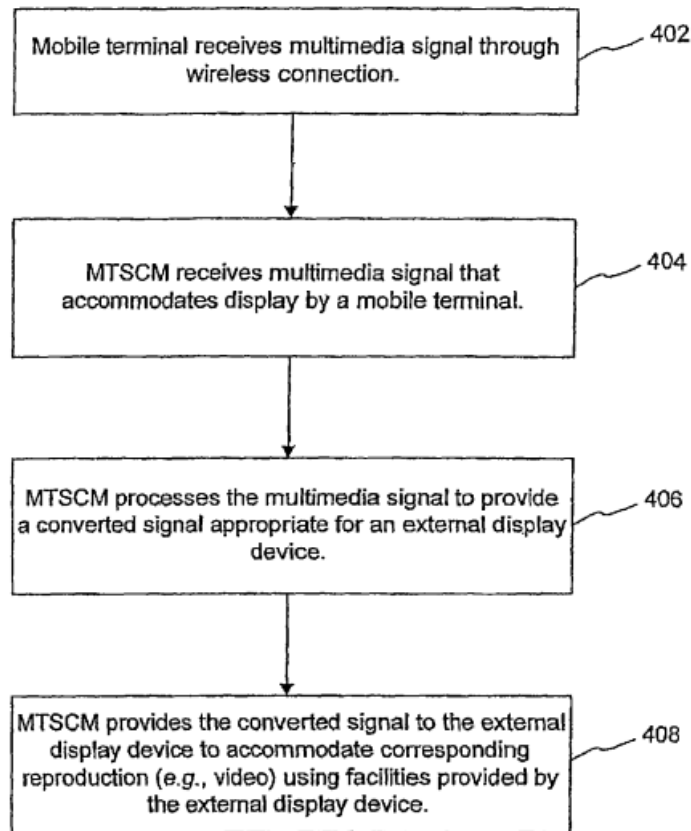 Mobile terminal receives multimedia signal through
wireless connection.
402
MTSCM receives multimedia signal that
accommodates display by a mobile terminal.
404
MTSCM processes the multimedia signal to provide
a converted signal appropriate for an external display
device.
406
MTSCM provides the converted signal to the external
display device to accommodate corresponding
reproduction (e.g., video) using facilities provided by
the external display device.
408